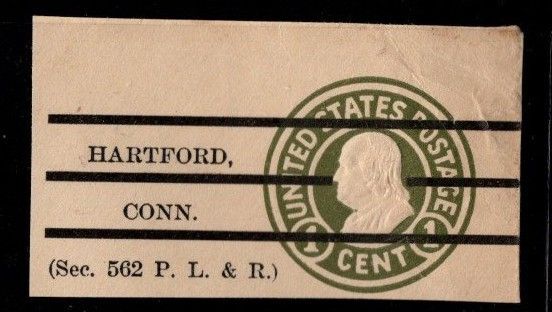 HARTFORD,
CONN.
(Sec. 562 P. L. & R.)
UNITED STATES POSTAGE
1 CENT 1